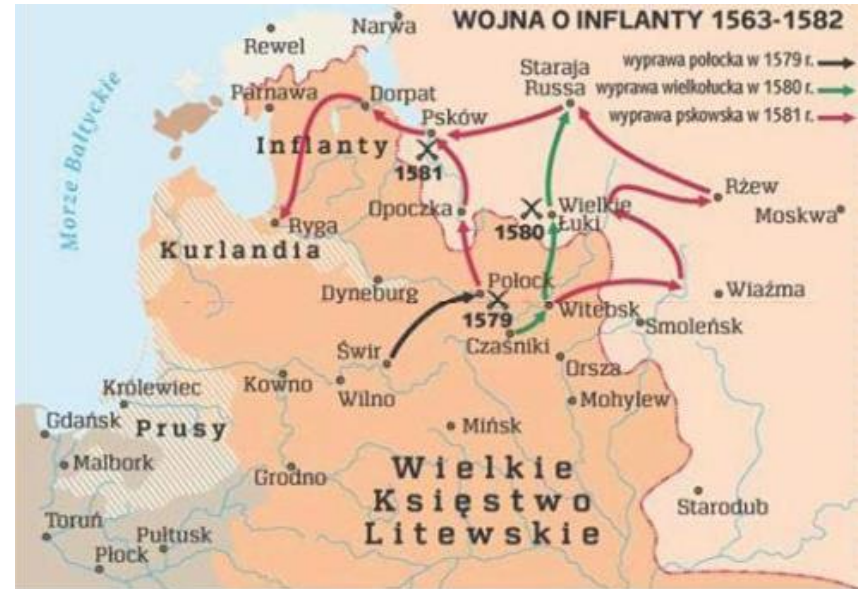 WOJNA O INFLANTY 1563-1582
wyprawa połocka w 1579 r.
wyprawa wielkołucka w 1580 r.
wyprawa pskowska w 1581 r.
Narwa
Rewel
Staraja
Russa
Parnawa
Dorpat
Psków
Morze Bałtyckie
Inflanty
1581
Rżew
Opoczka
Wielkie
Łuki
1580
Moskwa
Ryga
Kurlandia
Dyneburg
Połock
1579
Witebsk
Wiaźma
Smoleńsk
Czaśniki
Świr
Orsza
Królewiec
Kowno
Wilno
Mohylew
Gdańsk
Prusy
Mińsk
Malbork
Grodno
Wielkie
Księstwo
Litewskie
Starodub
Toruń
Pułtusk
Płock